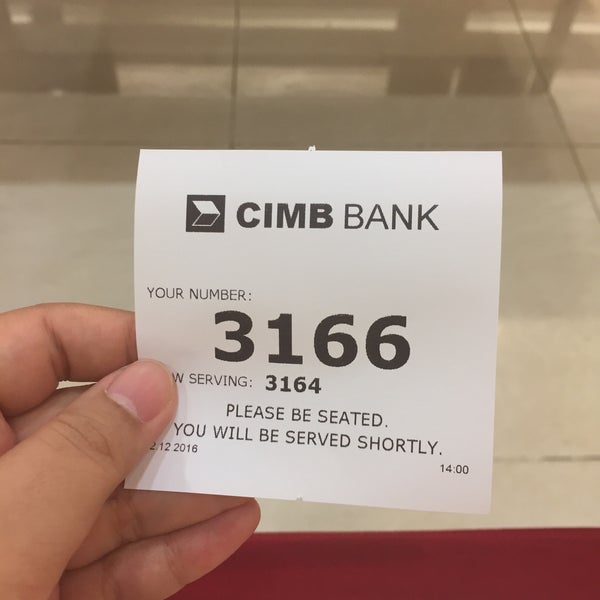 CIMB BANK
YOUR NUMBER:
3166
W SERVING: 3164
PLEASE BE SEATED.
YOU WILL BE SERVED SHORTLY.
2.12 2016
14:00